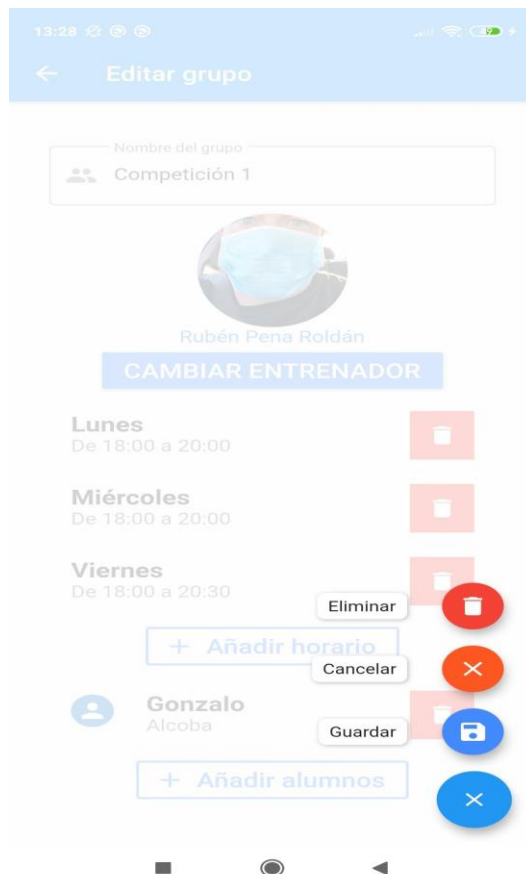 13:28
49
Editar grupo
Nombre del grupo
Competición 1
Rubén Pena Roldán
CAMBIAR ENTRENADOR
Lunes
De 18:00 a 20:00
Miércoles
De 18:00 a 20:00
Viernes
De 18:00 a 20:30
Eliminar
+ Añadir horario
Cancelar
Gonzalo
Alcoba
Guardar
+ Añadir alumnos